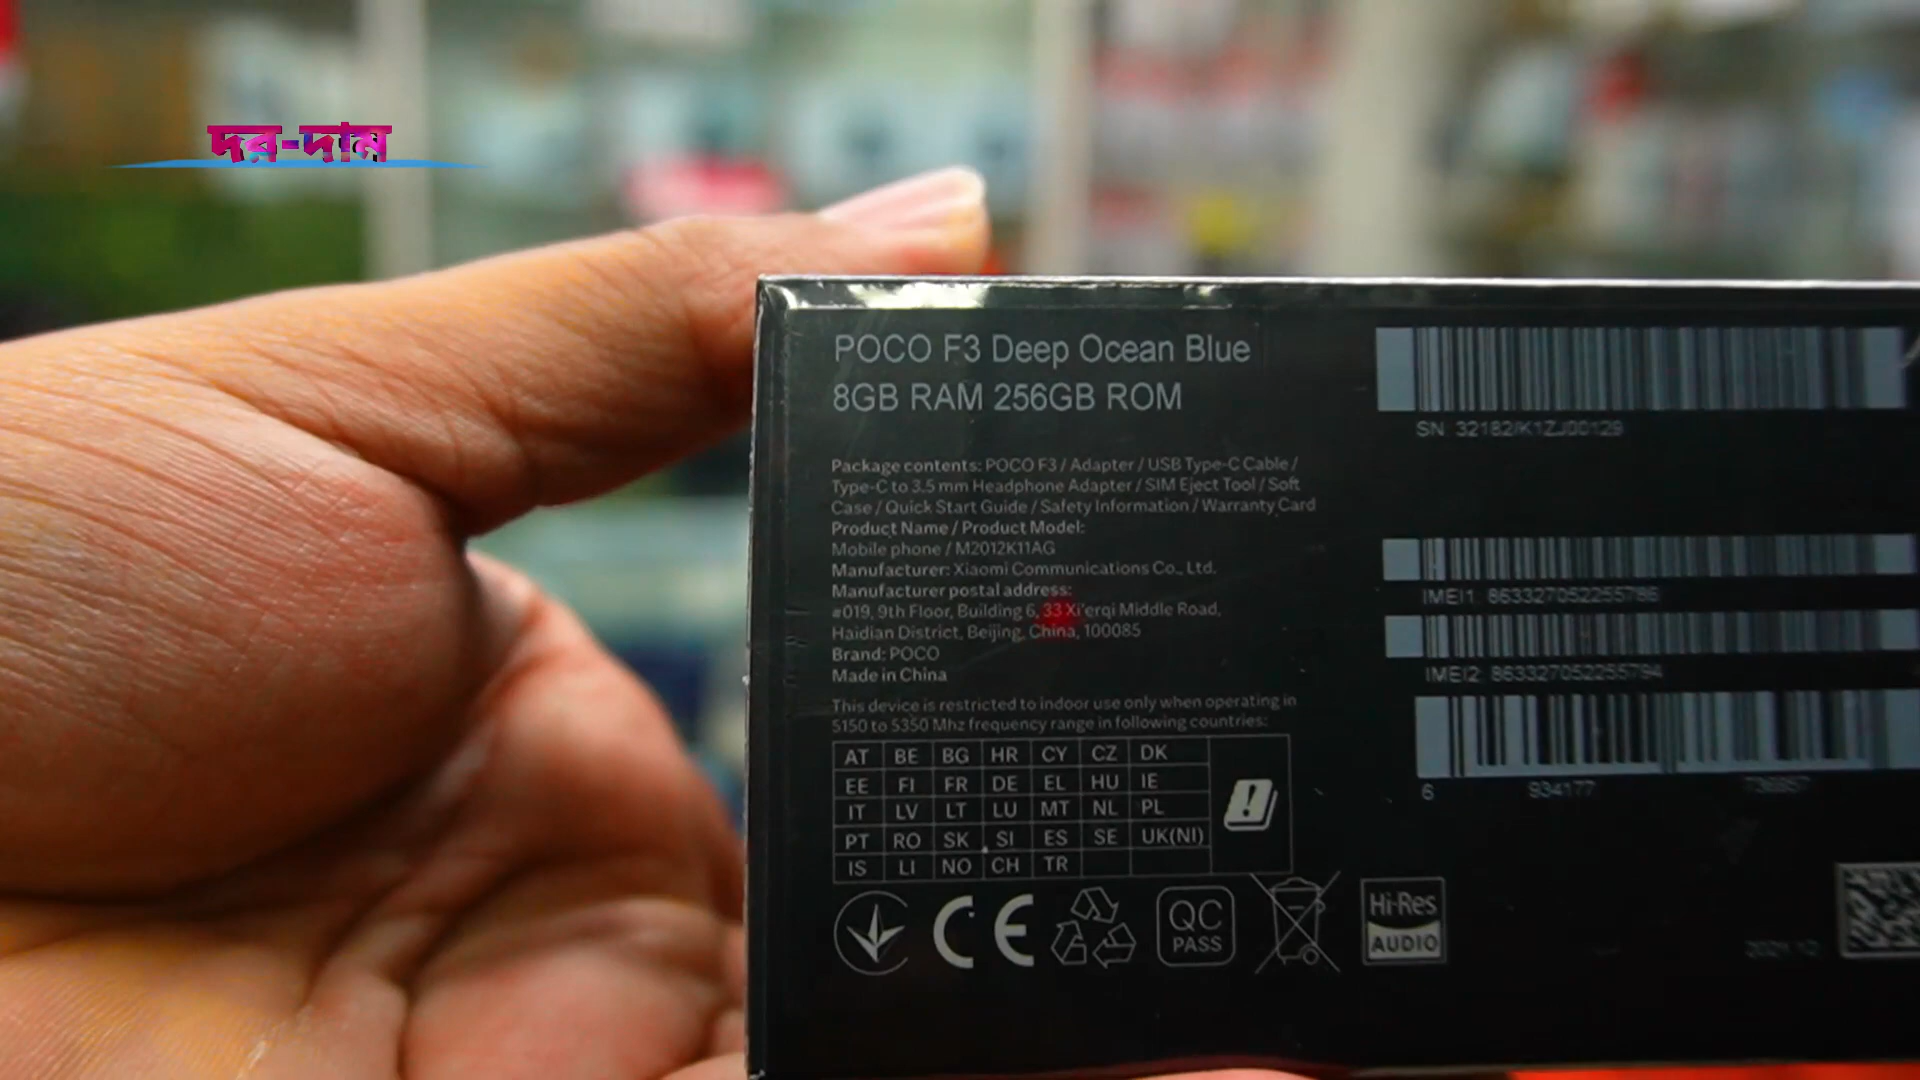 দর-দাম
POCO F3 Deep Ocean Blue
8GB RAM 256GB ROM
SN: 32182/K1ZJ00129
Package contents: POCO F3 / Adapter / USB Type-C Cable /
Type-C to 3.5 mm Headphone Adapter / SIM Eject Tool / Soft
Case / Quick Start Guide / Safety Information / Warranty Card
Product Name / Product Model:
Mobile phone / M2012K11AG
Manufacturer: Xiaomi Communications Co., Ltd.
Manufacturer postal address:
#019, 9th Floor, Building 6, 33 Xi'erqi Middle Road,
Haidian District, Beijing, China, 100085
Brand: POCO
Made in China
IMEI1: 863327052255786
IMEI2: 863327052255794
This device is restricted to indoor use only when operating in
5150 to 5350 Mhz frequency range in following countries:
AT BE BG HR CY CZ DK
EE FI FR DE EL HU IE
IT LV LT LU MT NL PL
PT RO SK SI ES SE UK(NI)
IS LI NO CH TR
6 934177
CE
QC
PASS
Hi-Res
AUDIO
2021.10